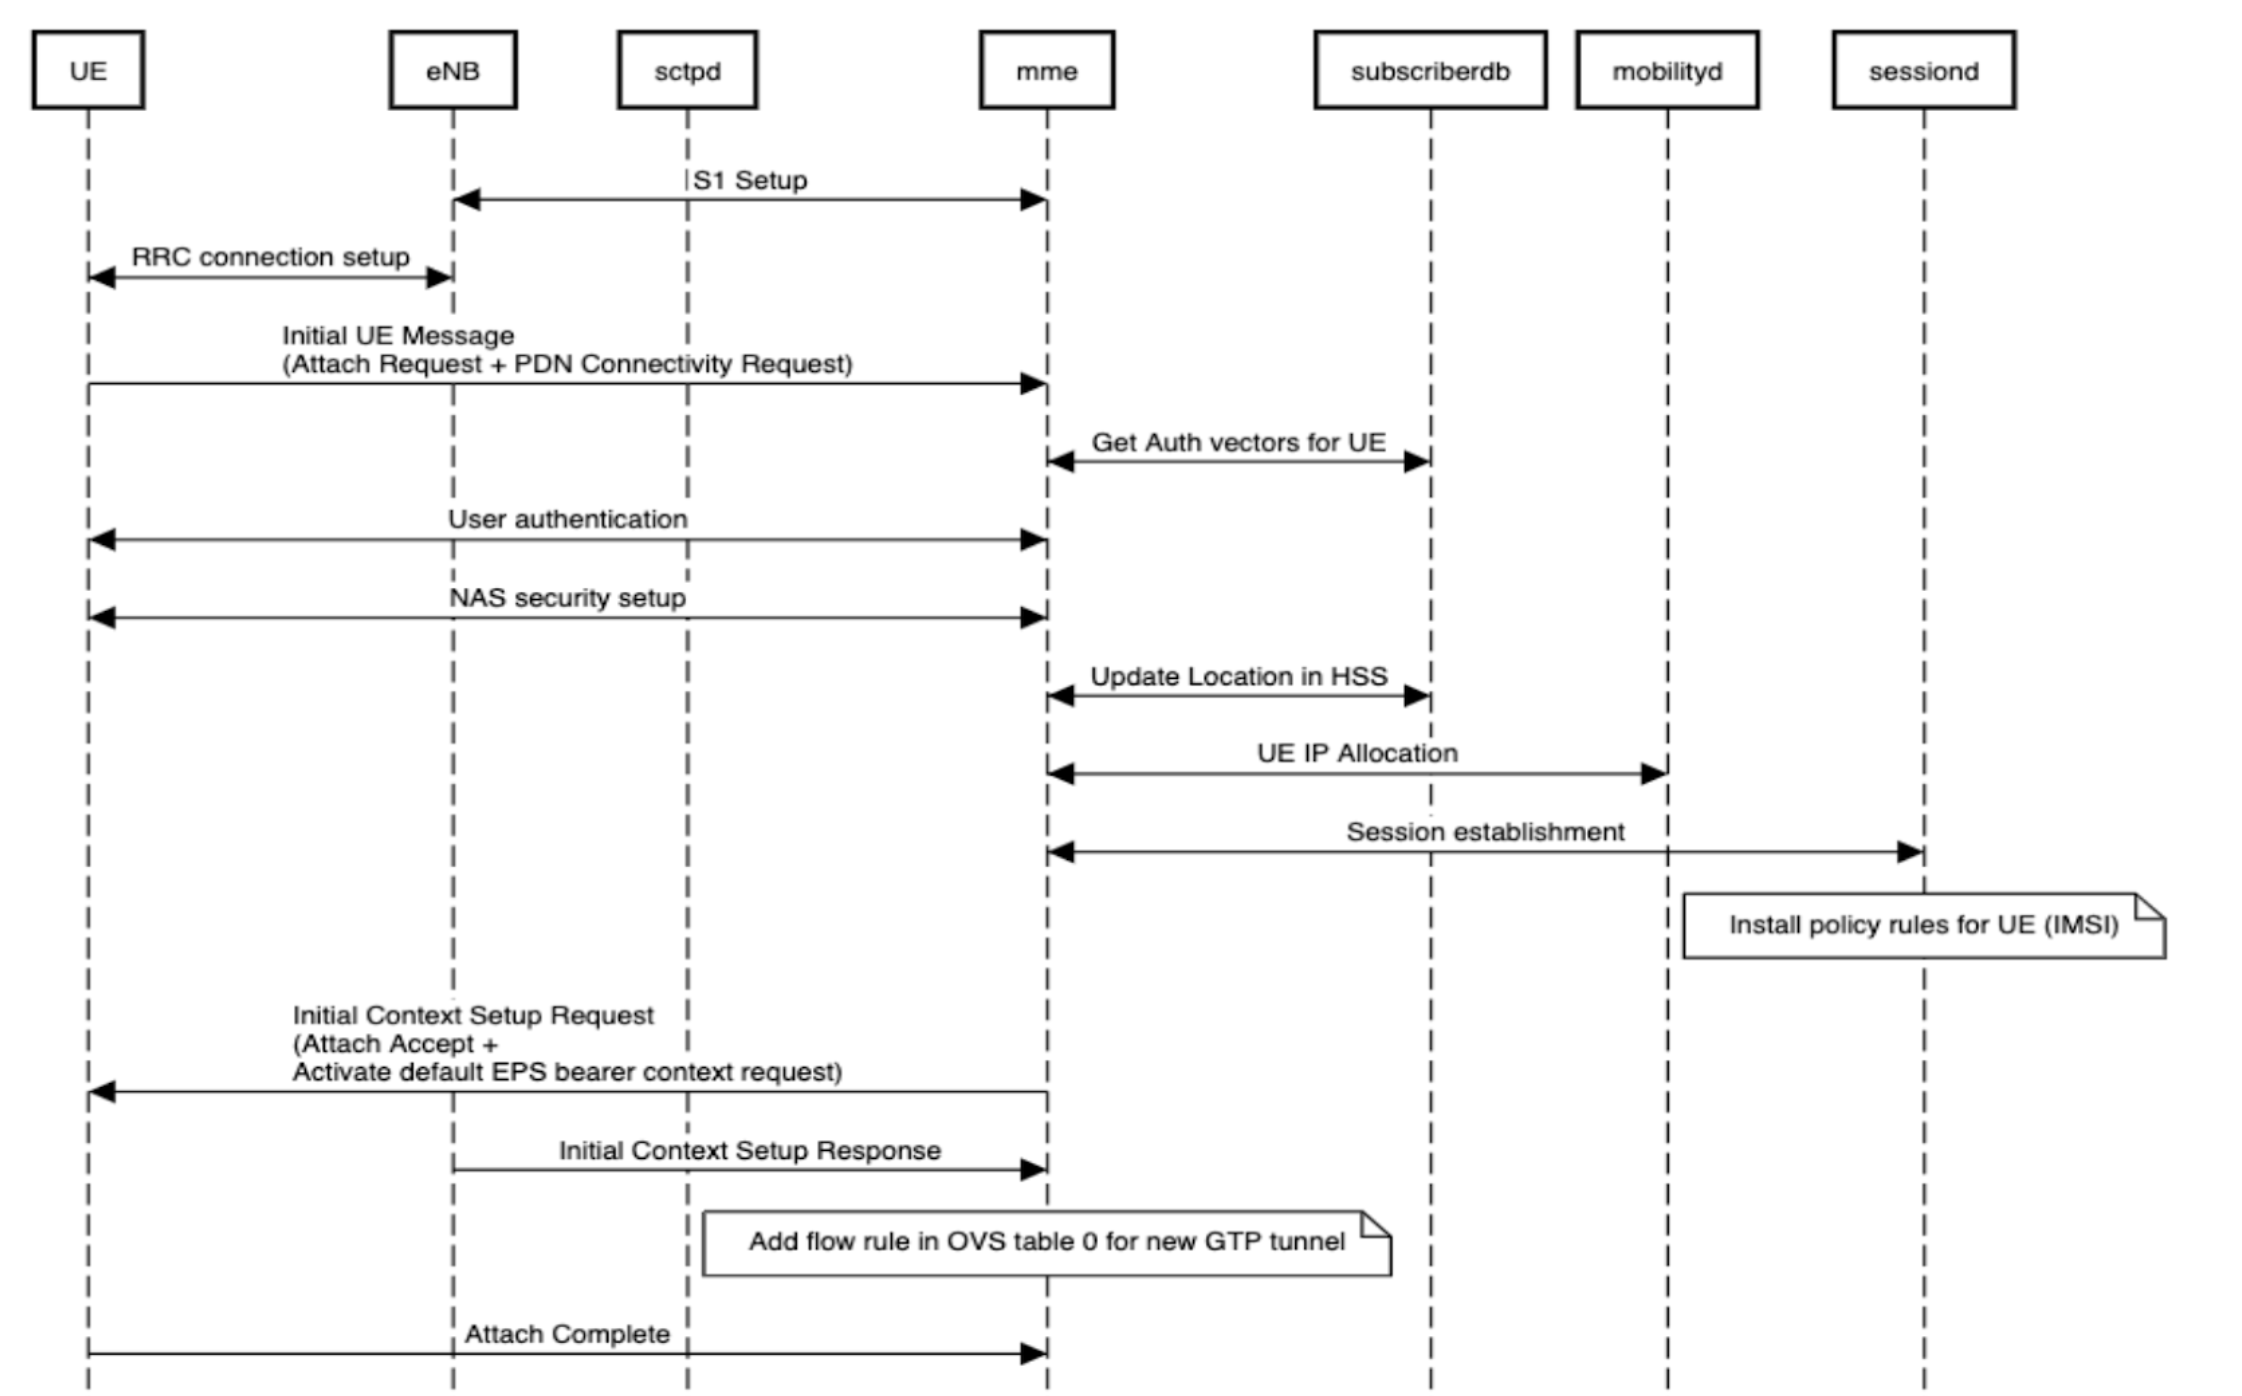 UE
eNB
sctpd
mme
subscriberdb
mobilityd
sessiond
S1 Setup
RRC connection setup
Initial UE Message
(Attach Request + PDN Connectivity Request)
Get Auth vectors for UE
User authentication
NAS security setup
Update Location in HSS
UE IP Allocation
Session establishment
Install policy rules for UE (IMSI)
Initial Context Setup Request
(Attach Accept +
Activate default EPS bearer context request)
Initial Context Setup Response
Add flow rule in OVS table 0 for new GTP tunnel
Attach Complete